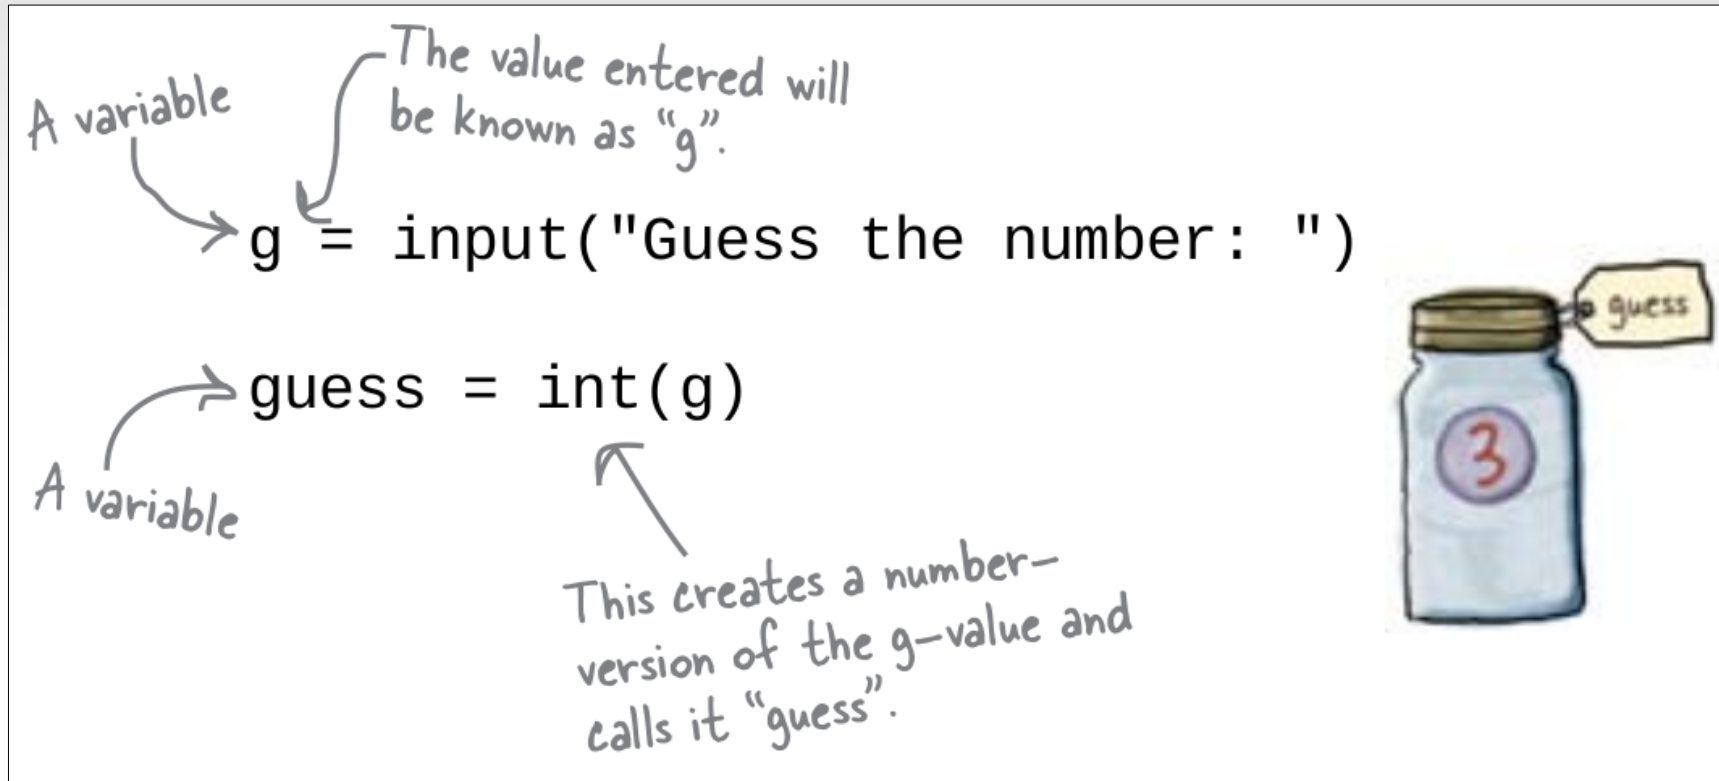 The value entered will
be known as “g”.
A variable
g = input("Guess the number: ")
guess
guess = int(g)
3
A variable
This creates a number-
version of the g-value and
calls it “guess”.